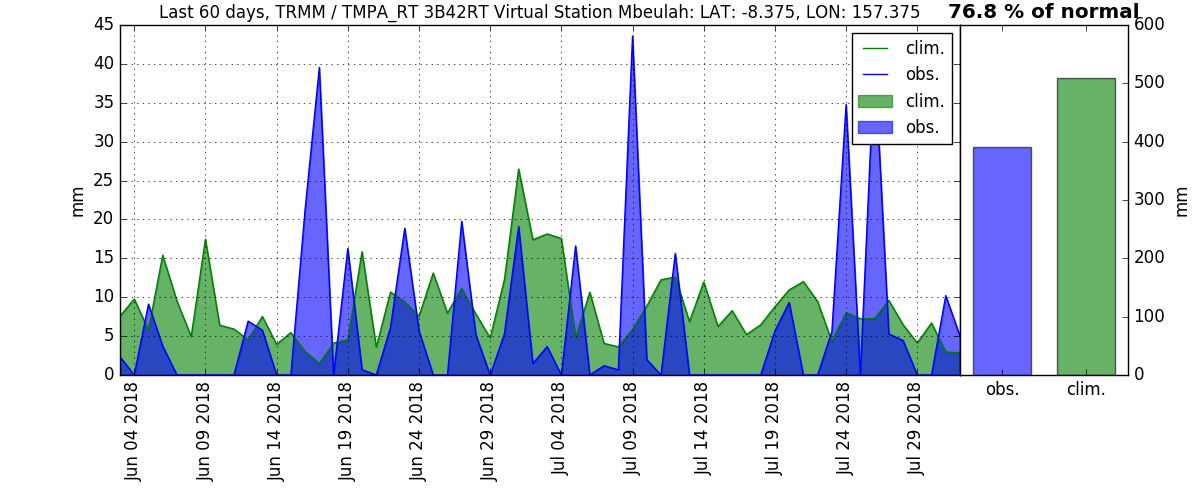 Last 60 days, TRMM / TMPA_RT 3B42RT Virtual Station Mbeulah: LAT: -8.375, LON: 157.375
76.8 % of normal
45
40
35
30
25
20
15
10
5
0
mm
clim.
obs.
clim.
obs.
Jun 04 2018
Jun 09 2018
Jun 14 2018
Jun 19 2018
Jun 24 2018
Jun 29 2018
Jul 04 2018
Jul 09 2018
Jul 14 2018
Jul 19 2018
Jul 24 2018
Jul 29 2018
600
500
400
300
200
100
0
mm
obs.
clim.